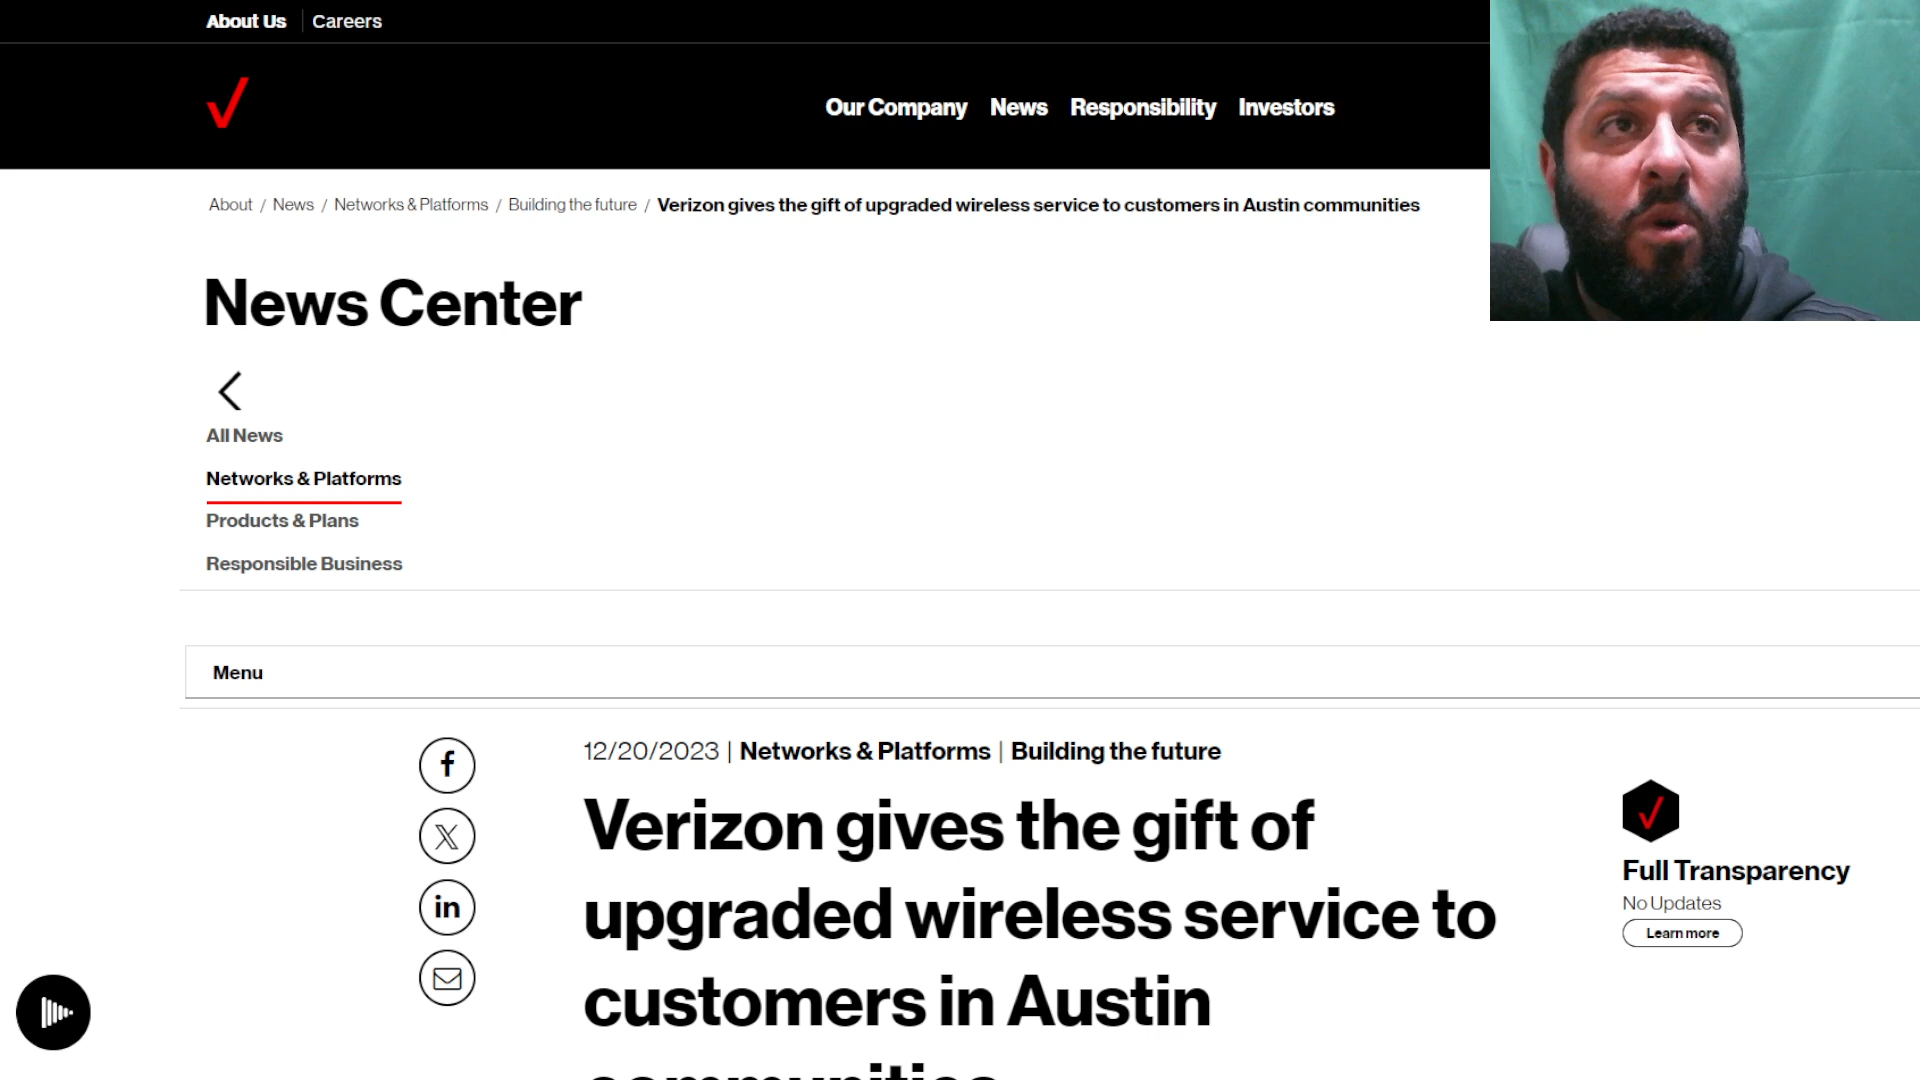 About Us Careers
Our Company News Responsibility Investors
About / News / Networks & Platforms / Building the future / Verizon gives the gift of upgraded wireless service to customers in Austin communities
News Center
All News
Networks & Platforms
Products & Plans
Responsible Business
Menu
12/20/2023 | Networks & Platforms | Building the future
Verizon gives the gift of
upgraded wireless service to
customers in Austin
communities
f
X
in
Full Transparency
No Updates
Learn more